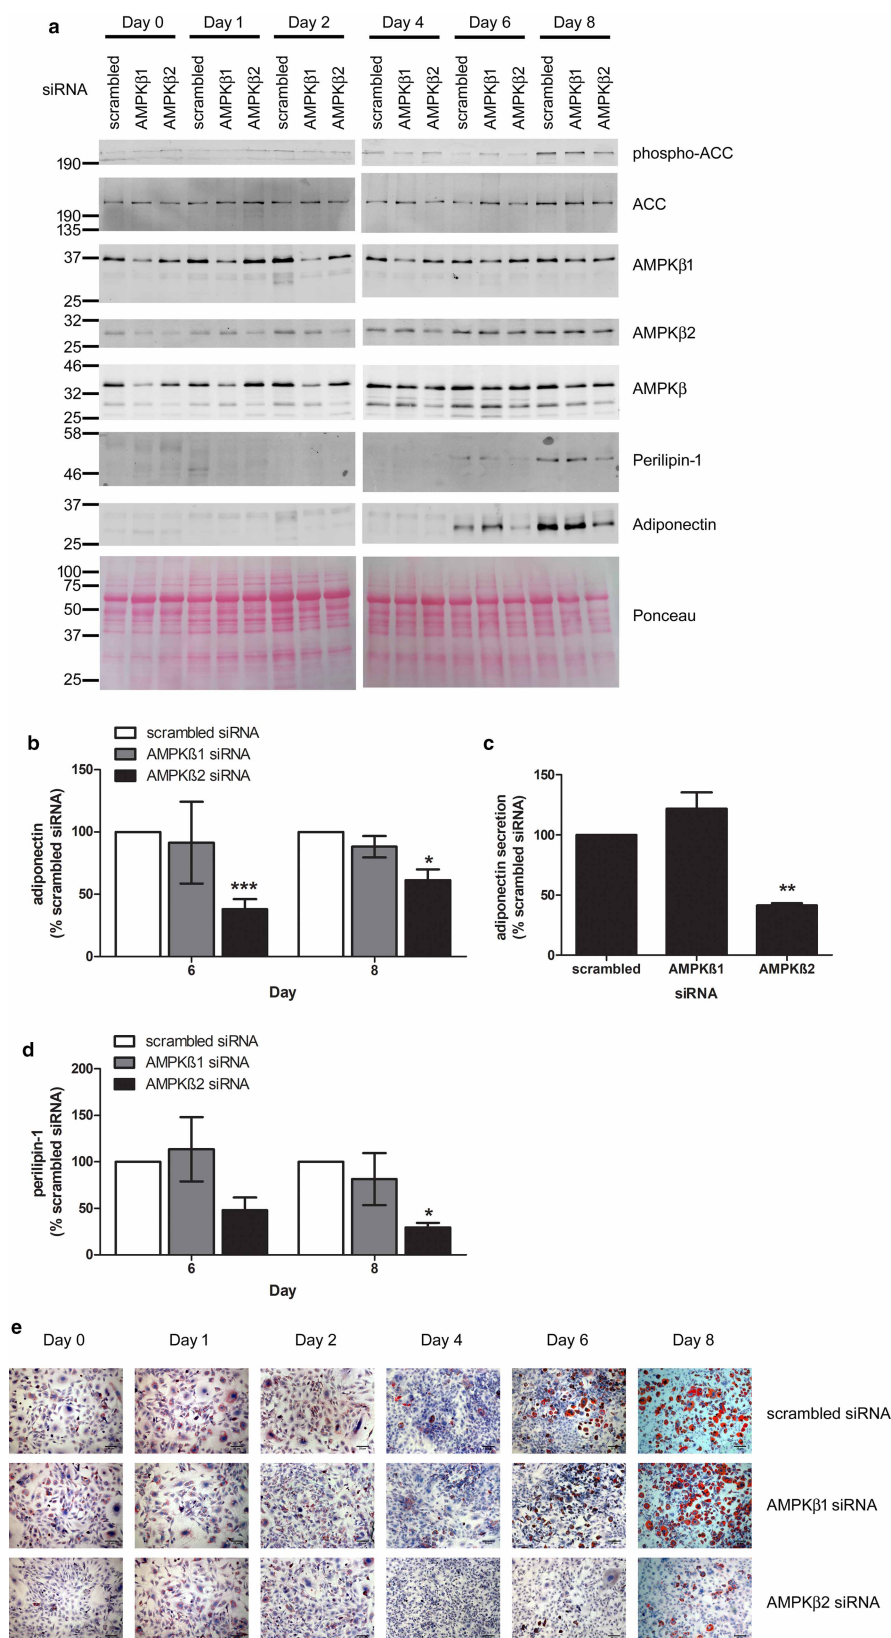 a
Day 0 Day 1 Day 2 Day 4 Day 6 Day 8
siRNA scrambled AMPKβ1 AMPKβ2 scrambled AMPKβ1 AMPKβ2 scrambled AMPKβ1 AMPKβ2 scrambled AMPKβ1 AMPKβ2 scrambled AMPKβ1 AMPKβ2 scrambled AMPKβ1 AMPKβ2
190 phospho-ACC
190 ACC
135
37 AMPKβ1
25
32 AMPKβ2
25
46
32 AMPKβ
25
58
46 Perilipin-1
37
25 Adiponectin
100
75
50 Ponceau
37
25
b
scrambled siRNA
AMPKß1 siRNA
AMPKß2 siRNA
adiponectin
(% scrambled siRNA)
150
100
50
0
***
*
6 8
Day
c
adiponectin secretion
(% scrambled siRNA)
150
100
50
0
**
scrambled AMPKß1 AMPKß2
siRNA
d
scrambled siRNA
AMPKß1 siRNA
AMPKß2 siRNA
perilipin-1
(% scrambled siRNA)
200
150
100
50
0
*
6 8
Day
e
Day 0 Day 1 Day 2 Day 4 Day 6 Day 8
scrambled siRNA
AMPKβ1 siRNA
AMPKβ2 siRNA